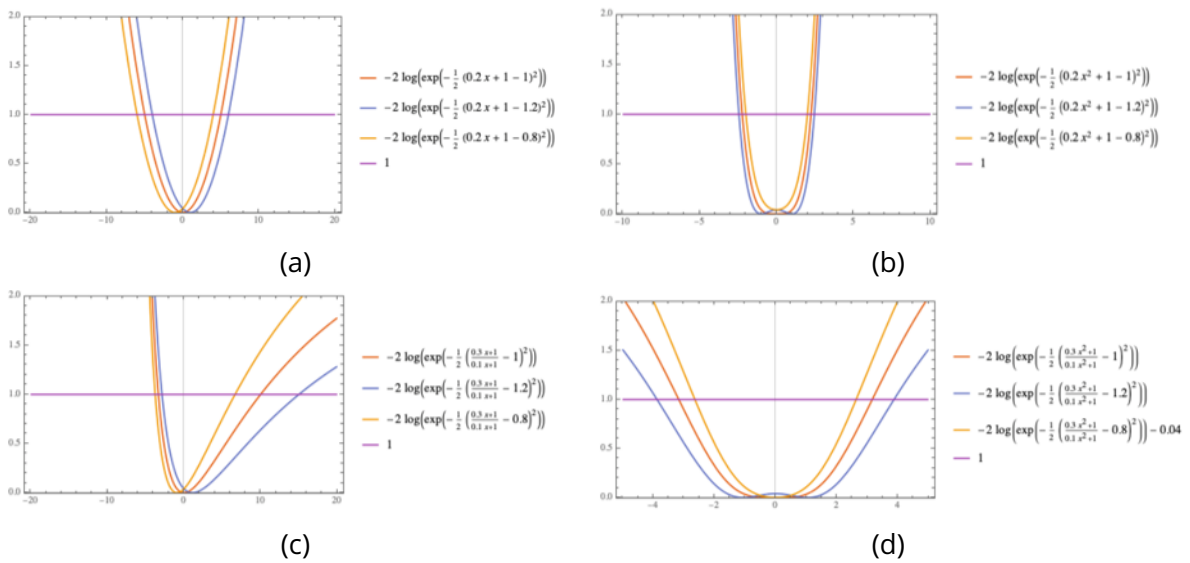 2.0
1.5
1.0
0.5
0.0
-20 -10 0 10 20
-2 log(exp(-1/2 (0.2 x + 1 - 1)²))
-2 log(exp(-1/2 (0.2 x + 1 - 1.2)²))
-2 log(exp(-1/2 (0.2 x + 1 - 0.8)²))
1
(a)
2.0
1.5
1.0
0.5
0.0
-10 -5 0 5 10
-2 log(exp(-1/2 (0.2 x² + 1 - 1)²))
-2 log(exp(-1/2 (0.2 x² + 1 - 1.2)²))
-2 log(exp(-1/2 (0.2 x² + 1 - 0.8)²))
1
(b)
2.0
1.5
1.0
0.5
0.0
-20 -10 0 10 20
-2 log(exp(-1/2 ((0.3 x+1)/(0.1 x+1) - 1)²))
-2 log(exp(-1/2 ((0.3 x+1)/(0.1 x+1) - 1.2)²))
-2 log(exp(-1/2 ((0.3 x+1)/(0.1 x+1) - 0.8)²))
1
(c)
2.0
1.5
1.0
0.5
0.0
-4 -2 0 2 4
-2 log(exp(-1/2 ((0.3 x²+1)/(0.1 x²+1) - 1)²))
-2 log(exp(-1/2 ((0.3 x²+1)/(0.1 x²+1) - 1.2)²))
-2 log(exp(-1/2 ((0.3 x²+1)/(0.1 x²+1) - 0.8)²)) - 0.04
1
(d)